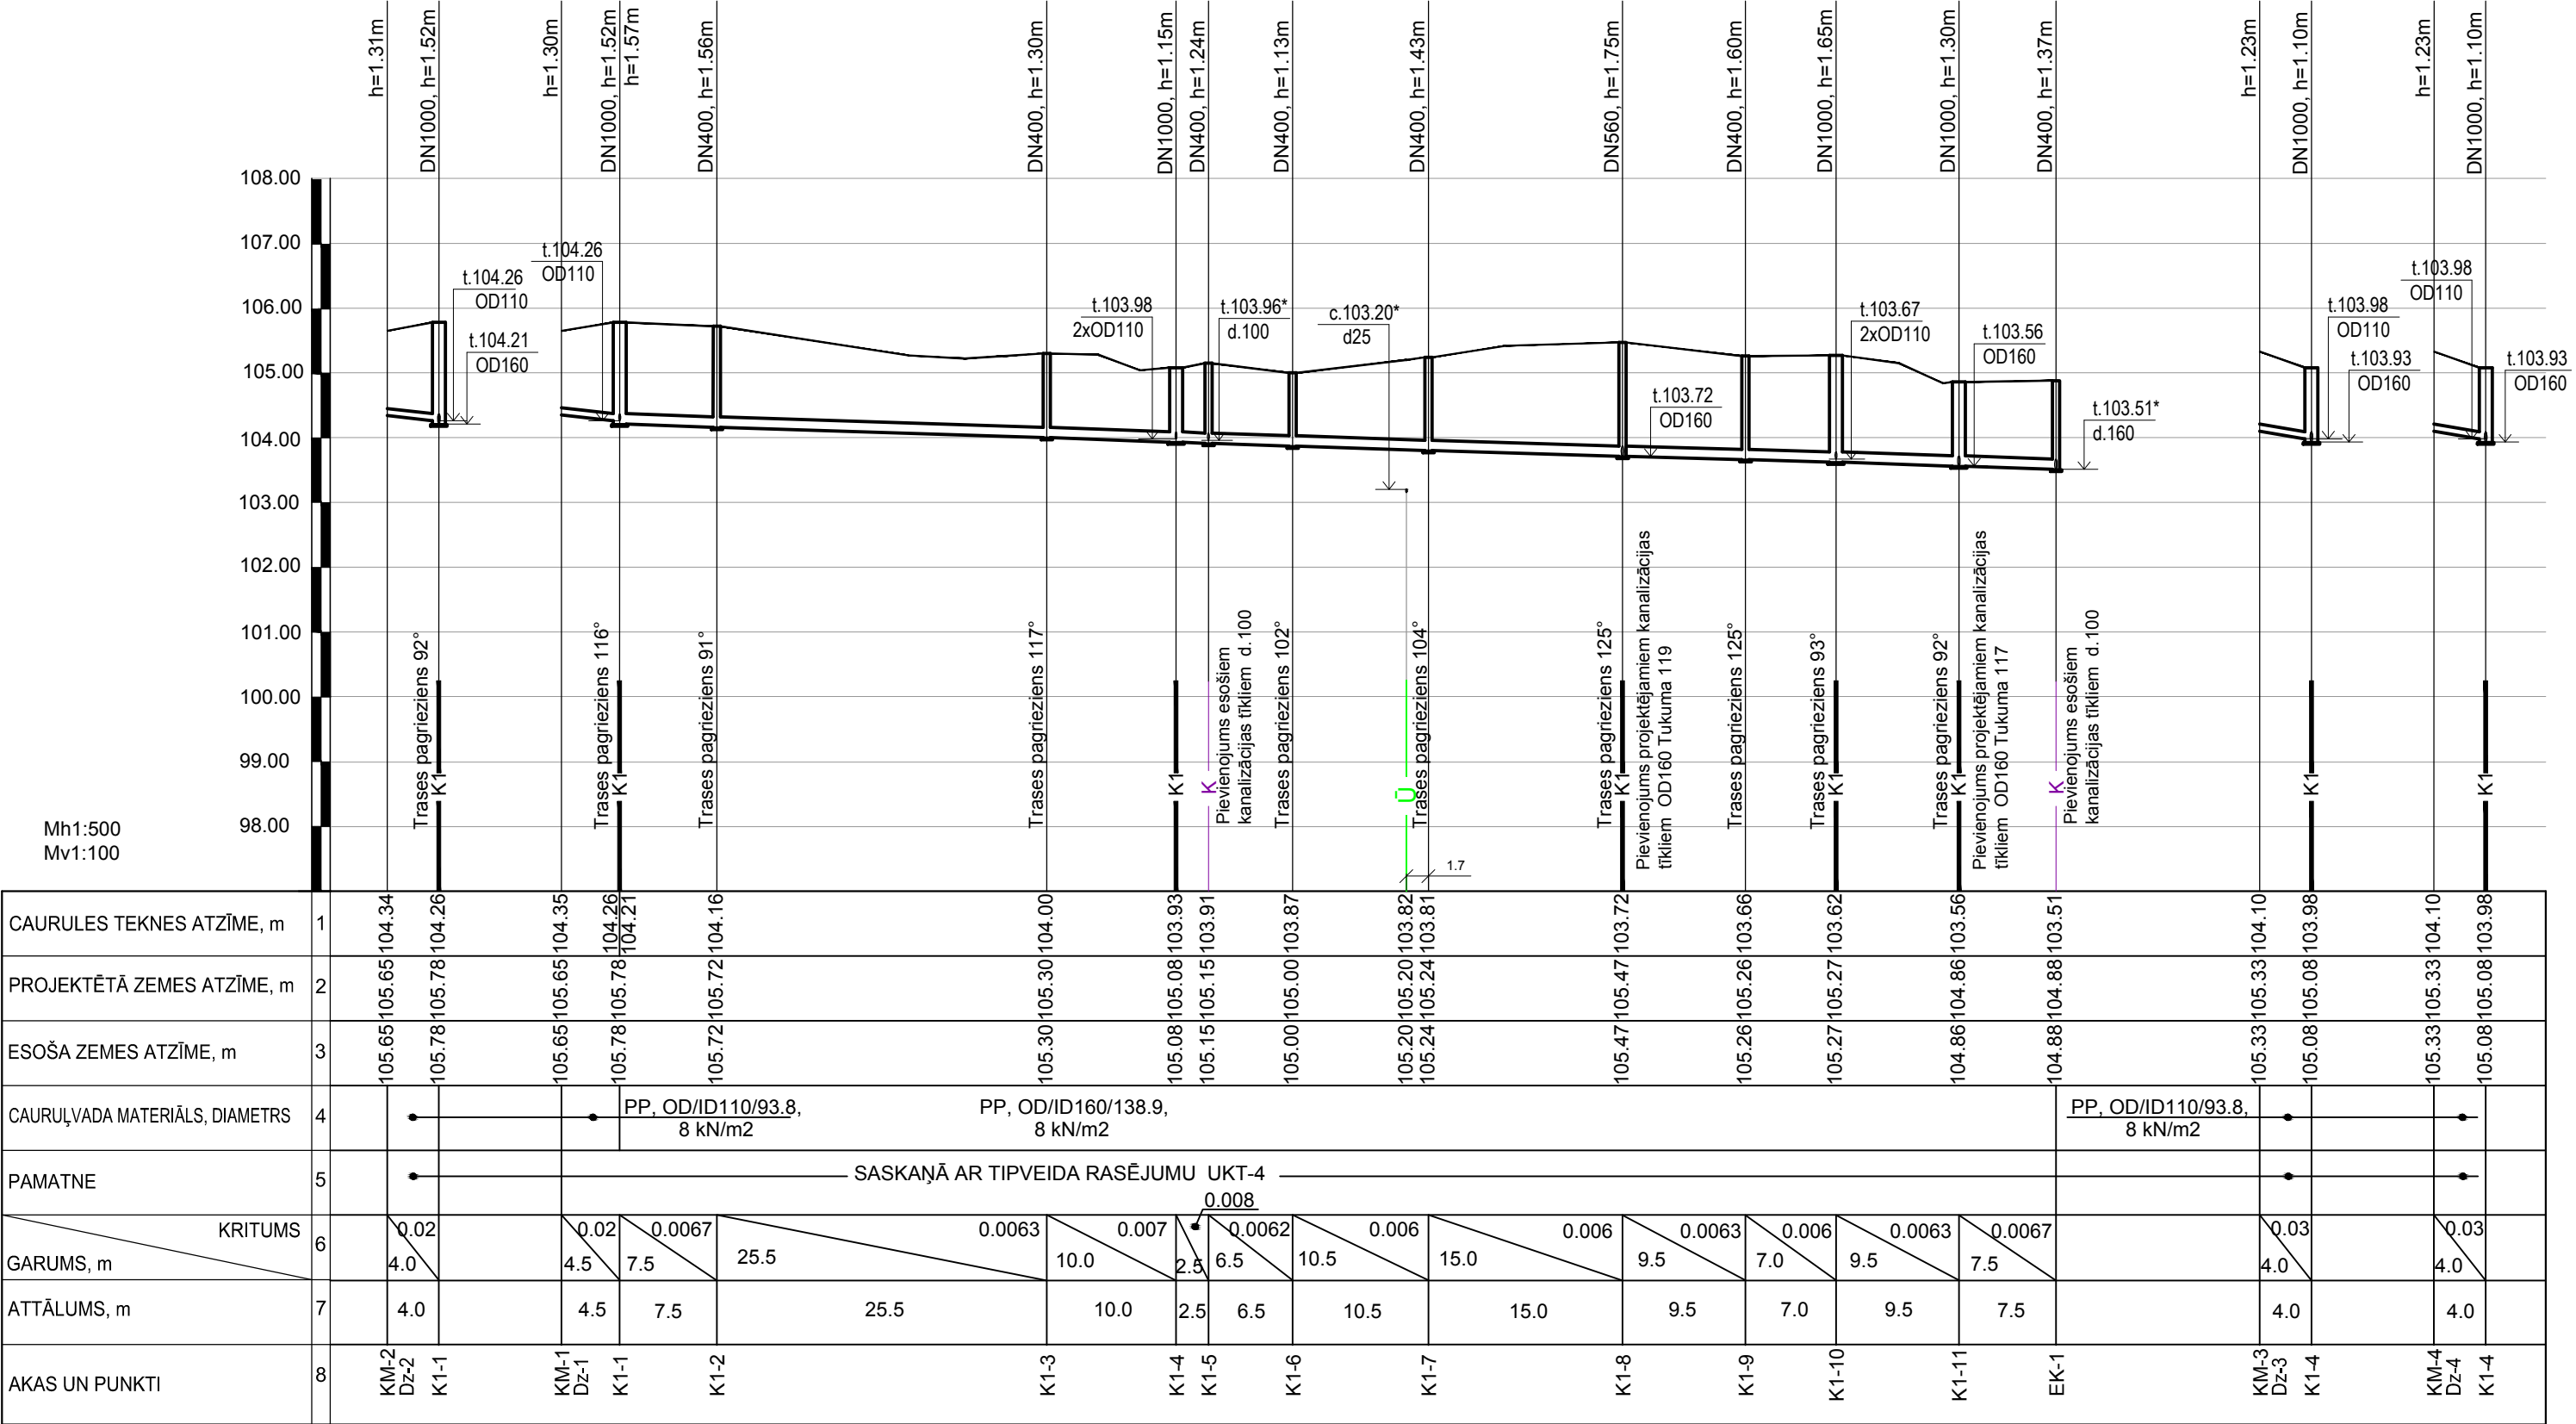 h=1.31m
DN1000, h=1.52m
h=1.30m
DN1000, h=1.52m
h=1.57m
DN400, h=1.56m
DN400, h=1.30m
DN1000, h=1.15m
DN400, h=1.24m
DN400, h=1.13m
DN400, h=1.43m
DN560, h=1.75m
DN400, h=1.60m
DN1000, h=1.65m
DN1000, h=1.30m
DN400, h=1.37m
h=1.23m
DN1000, h=1.10m
h=1.23m
DN1000, h=1.10m
108.00
107.00
106.00
105.00
104.00
103.00
102.00
101.00
100.00
99.00
98.00
t.104.26
OD110
t.104.21
OD160
t.104.26
OD110
t.103.98
2xOD110
t.103.96*
d.100
c.103.20*
d25
t.103.72
OD160
t.103.67
2xOD110
t.103.56
OD160
t.103.51*
d.160
t.103.98
OD110
t.103.93
OD160
t.103.98
OD110
t.103.93
OD160
Trases pagrieziens 92°
K1
Trases pagrieziens 116°
K1
Trases pagrieziens 91°
Trases pagrieziens 117°
K1
K
Pievienojums esošiem
kanalizācijas tīkliem d.100
Trases pagrieziens 102°
Ū
Trases pagrieziens 104°
1.7
Trases pagrieziens 125°
K1
Pievienojums projektējamiem kanalizācijas
tīkliem OD160 Tukuma 119
Trases pagrieziens 125°
Trases pagrieziens 93°
K1
Trases pagrieziens 92°
K1
Pievienojums projektējamiem kanalizācijas
tīkliem OD160 Tukuma 117
K
Pievienojums esošiem
kanalizācijas tīkliem d.100
K1
K1
Mh1:500
Mv1:100
CAURULES TEKNES ATZĪME, m 1 104.34 104.26 104.35 104.26 104.21 104.16 104.00 103.93 103.91 103.87 103.82 103.81 103.72 103.66 103.62 103.56 103.51 104.10 103.98 104.10 103.98
PROJEKTĒTĀ ZEMES ATZĪME, m 2 105.65 105.78 105.65 105.78 105.72 105.30 105.08 105.15 105.00 105.20 105.24 105.47 105.26 105.27 104.86 104.88 105.33 105.08 105.33 105.08
ESOŠA ZEMES ATZĪME, m 3 105.65 105.78 105.65 105.78 105.72 105.30 105.08 105.15 105.00 105.20 105.24 105.47 105.26 105.27 104.86 104.88 105.33 105.08 105.33 105.08
CAURUĻVADA MATERIĀLS, DIAMETRS 4
PP, OD/ID110/93.8,
8 kN/m2
PP, OD/ID160/138.9,
8 kN/m2
PP, OD/ID110/93.8,
8 kN/m2
PAMATNE 5 SASKAŅĀ AR TIPVEIDA RASĒJUMU UKT-4
0.008
KRITUMS 6 0.02 0.02 0.0067 0.0063 0.007 0.0062 0.006 0.006 0.0063 0.006 0.0063 0.0067 0.03 0.03
GARUMS, m 4.0 4.5 7.5 25.5 10.0 2.5 6.5 10.5 15.0 9.5 7.0 9.5 7.5 4.0 4.0
ATTĀLUMS, m 7 4.0 4.5 7.5 25.5 10.0 2.5 6.5 10.5 15.0 9.5 7.0 9.5 7.5 4.0 4.0
AKAS UN PUNKTI 8 KM-2 Dz-2 K1-1 KM-1 Dz-1 K1-1 K1-2 K1-3 K1-4 K1-5 K1-6 K1-7 K1-8 K1-9 K1-10 K1-11 EK-1 KM-3 Dz-3 K1-4 KM-4 Dz-4 K1-4